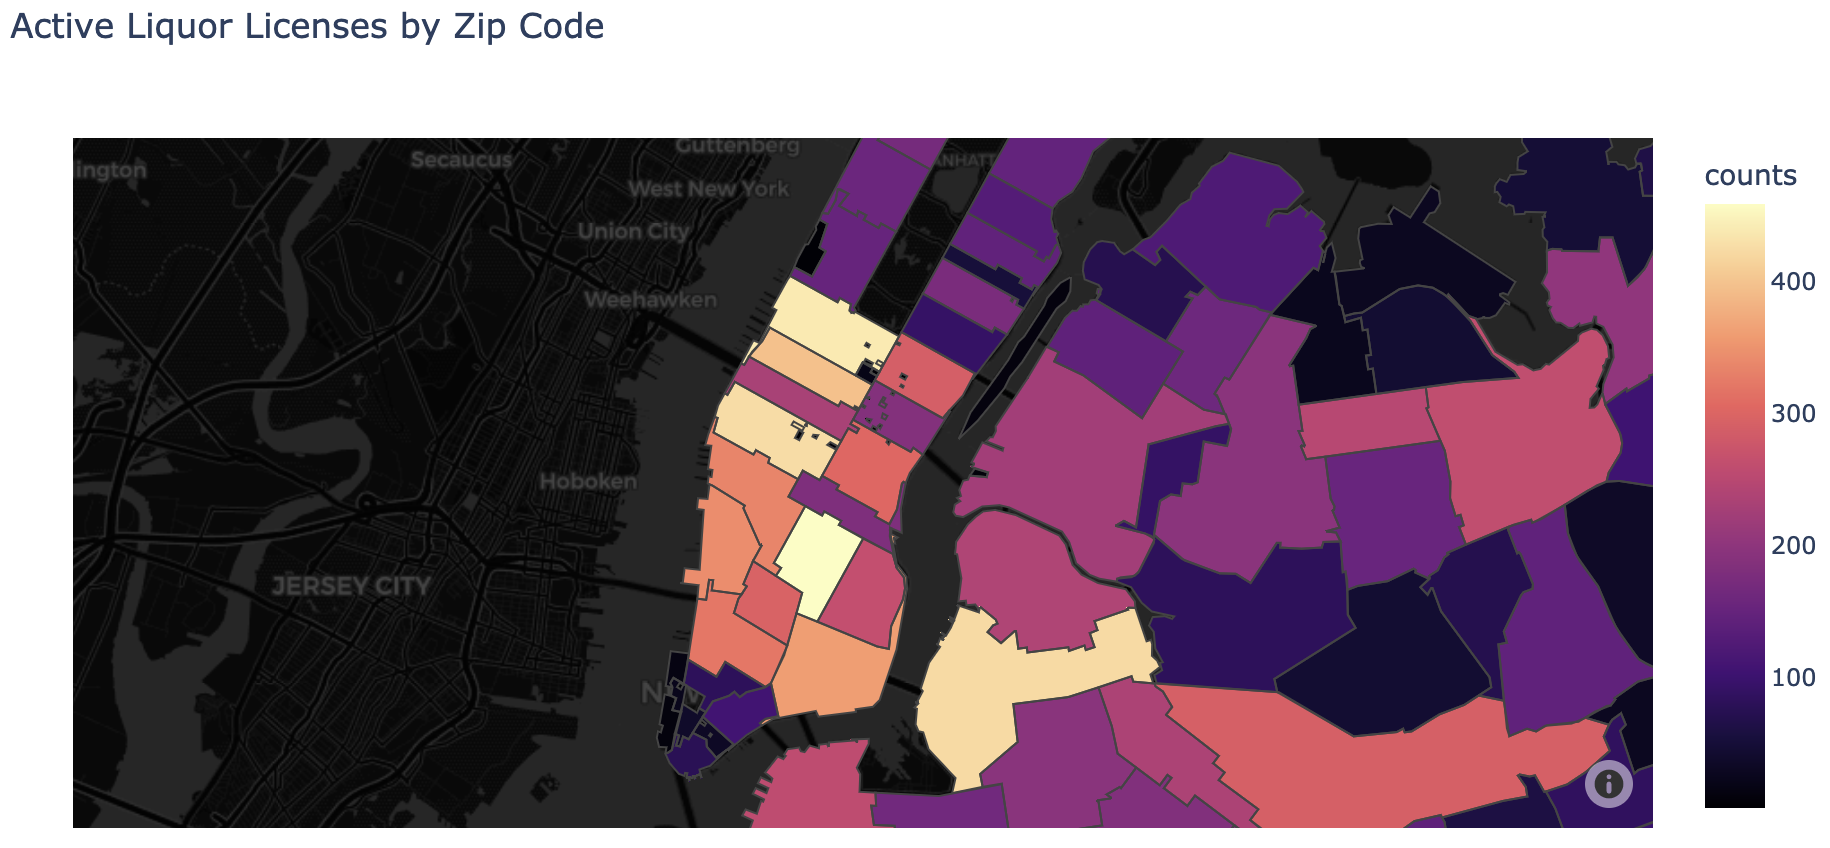 Active Liquor Licenses by Zip Code
lington
Secaucus
Guttenberg
ANHATT
West New York
Union City
Weehawken
Hoboken
JERSEY CITY
counts
400
300
200
100